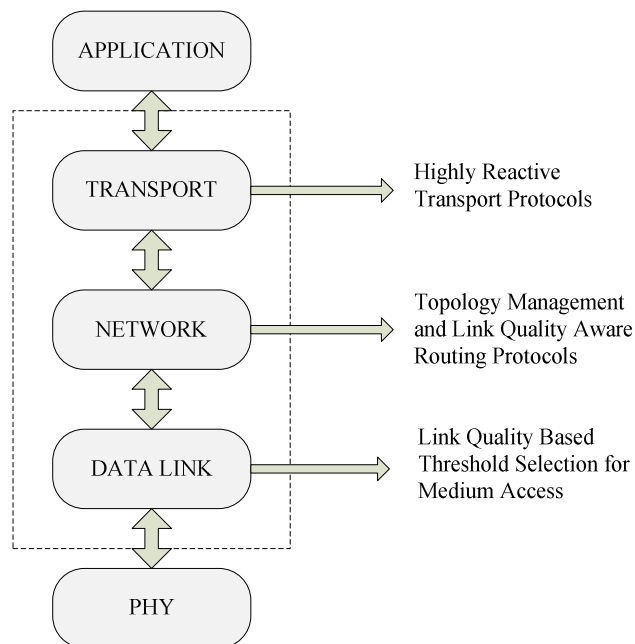 APPLICATION
TRANSPORT
Highly Reactive
Transport Protocols
NETWORK
Topology Management
and Link Quality Aware
Routing Protocols
DATA LINK
Link Quality Based
Threshold Selection for
Medium Access
PHY